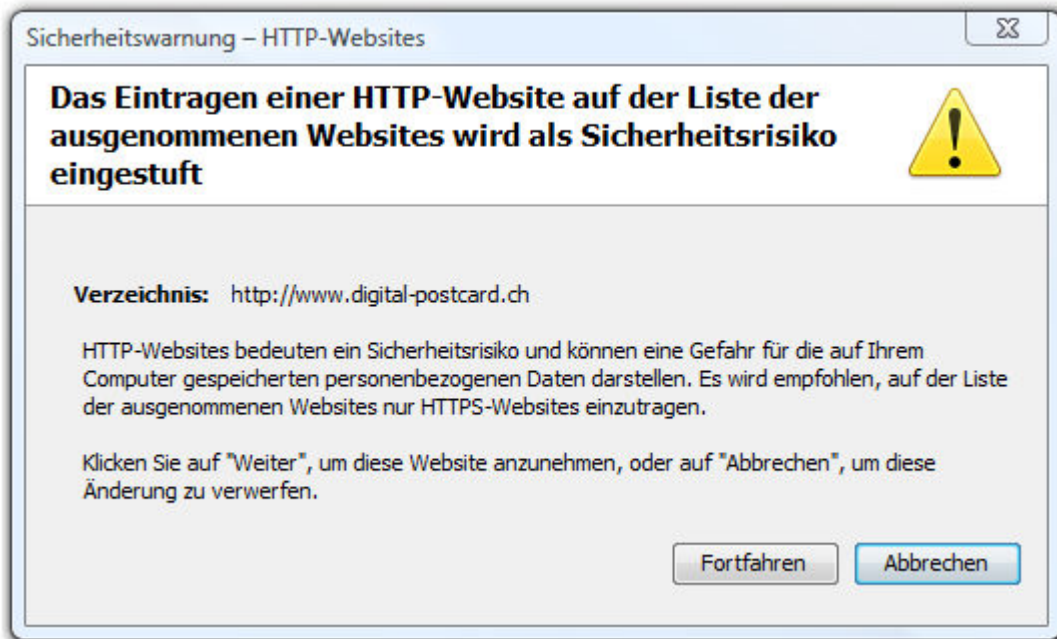 Sicherheitswarnung – HTTP-Websites
Das Eintragen einer HTTP-Website auf der Liste der
ausgenommenen Websites wird als Sicherheitsrisiko
eingestuft
Verzeichnis: http://www.digital-postcard.ch
HTTP-Websites bedeuten ein Sicherheitsrisiko und können eine Gefahr für die auf Ihrem
Computer gespeicherten personenbezogenen Daten darstellen. Es wird empfohlen, auf der Liste
der ausgenommenen Websites nur HTTPS-Websites einzutragen.
Klicken Sie auf "Weiter", um diese Website anzunehmen, oder auf "Abbrechen", um diese
Änderung zu verwerfen.
Fortfahren Abbrechen